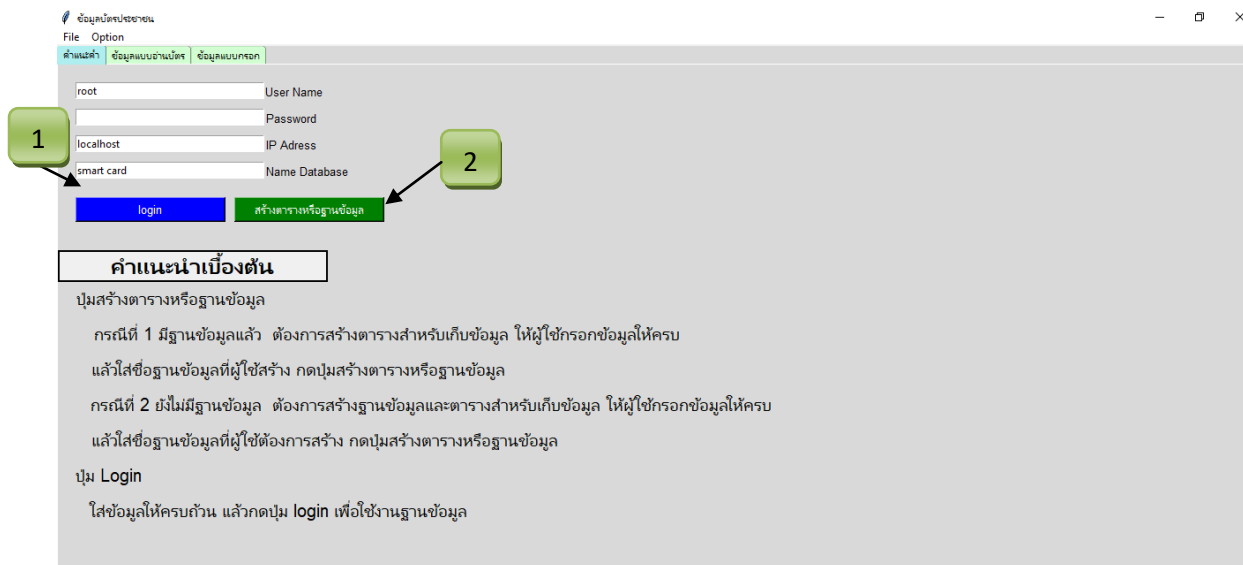 ข้อมูลบัตรประชาชน
File Option
คำแนะคำ ข้อมูลแบบอ่านบัตร ข้อมูลแบบกรอก
root User Name
Password
1
localhost IP Adress
2
smart card Name Database
login สร้างตารางหรือฐานข้อมูล
คำแนะนำเบื้องต้น
ปุ่มสร้างตารางหรือฐานข้อมูล
กรณีที่ 1 มีฐานข้อมูลแล้ว ต้องการสร้างตารางสำหรับเก็บข้อมูล ให้ผู้ใช้กรอกข้อมูลให้ครบ
แล้วใส่ชื่อฐานข้อมูลที่ผู้ใช้สร้าง กดปุ่มสร้างตารางหรือฐานข้อมูล
กรณีที่ 2 ยังไม่มีฐานข้อมูล ต้องการสร้างฐานข้อมูลและตารางสำหรับเก็บข้อมูล ให้ผู้ใช้กรอกข้อมูลให้ครบ
แล้วใส่ชื่อฐานข้อมูลที่ผู้ใช้ต้องการสร้าง กดปุ่มสร้างตารางหรือฐานข้อมูล
ปุ่ม Login
ใส่ข้อมูลให้ครบถ้วน แล้วกดปุ่ม login เพื่อใช้งานฐานข้อมูล